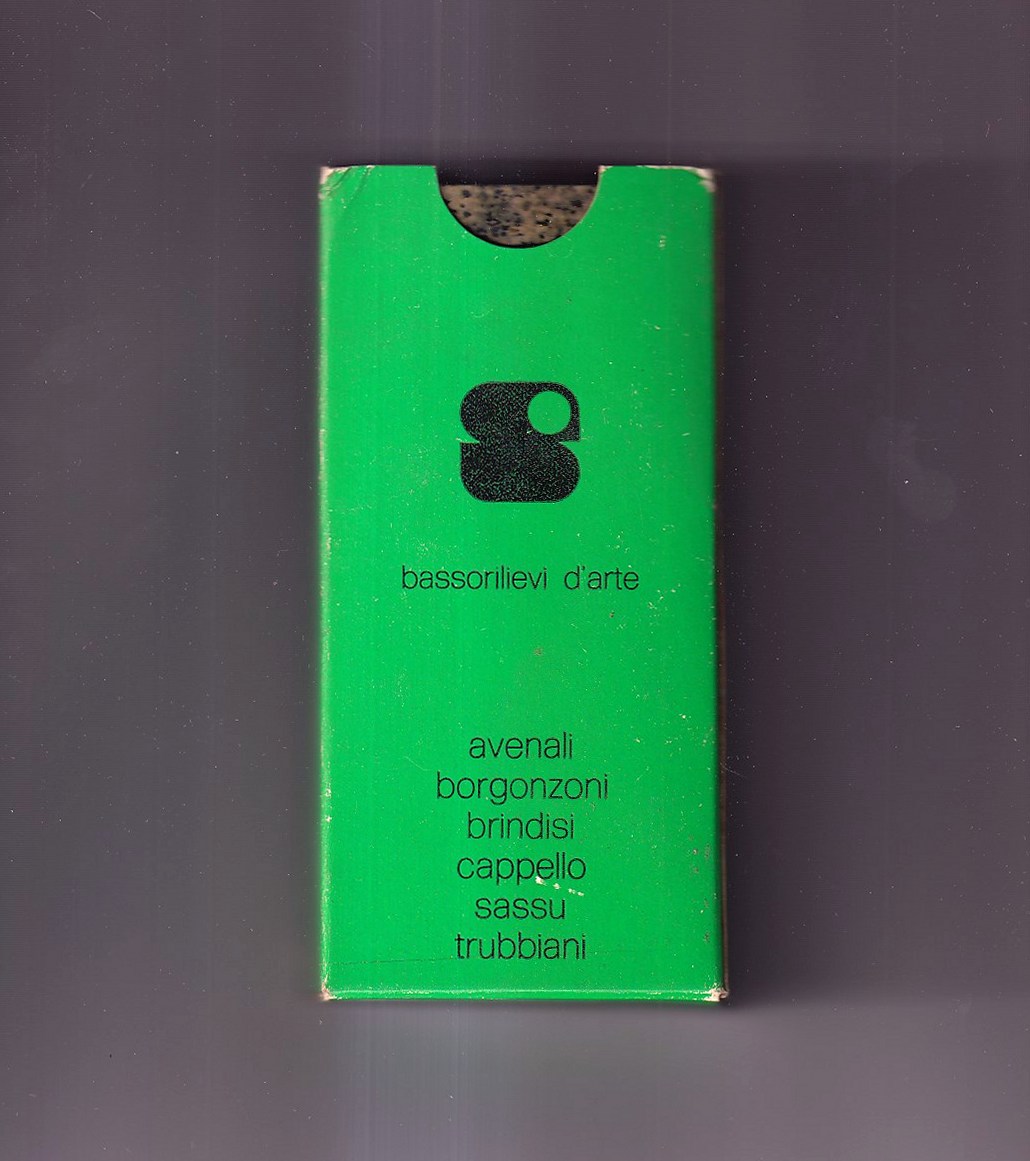 bassorilievi d'arte
avenali
borgonzoni
brindisi
cappello
sassu
trubbiani